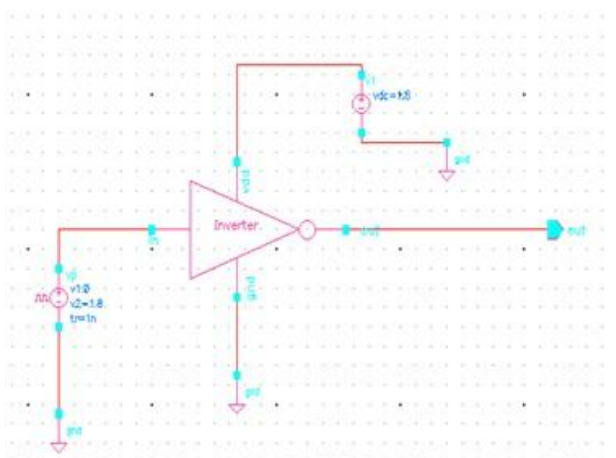 V1
vdc=1.8
gnd
vdd
Inverter
in
out
out
v1:0
v2=1.8
tr=1n
gnd
gnd
gnd